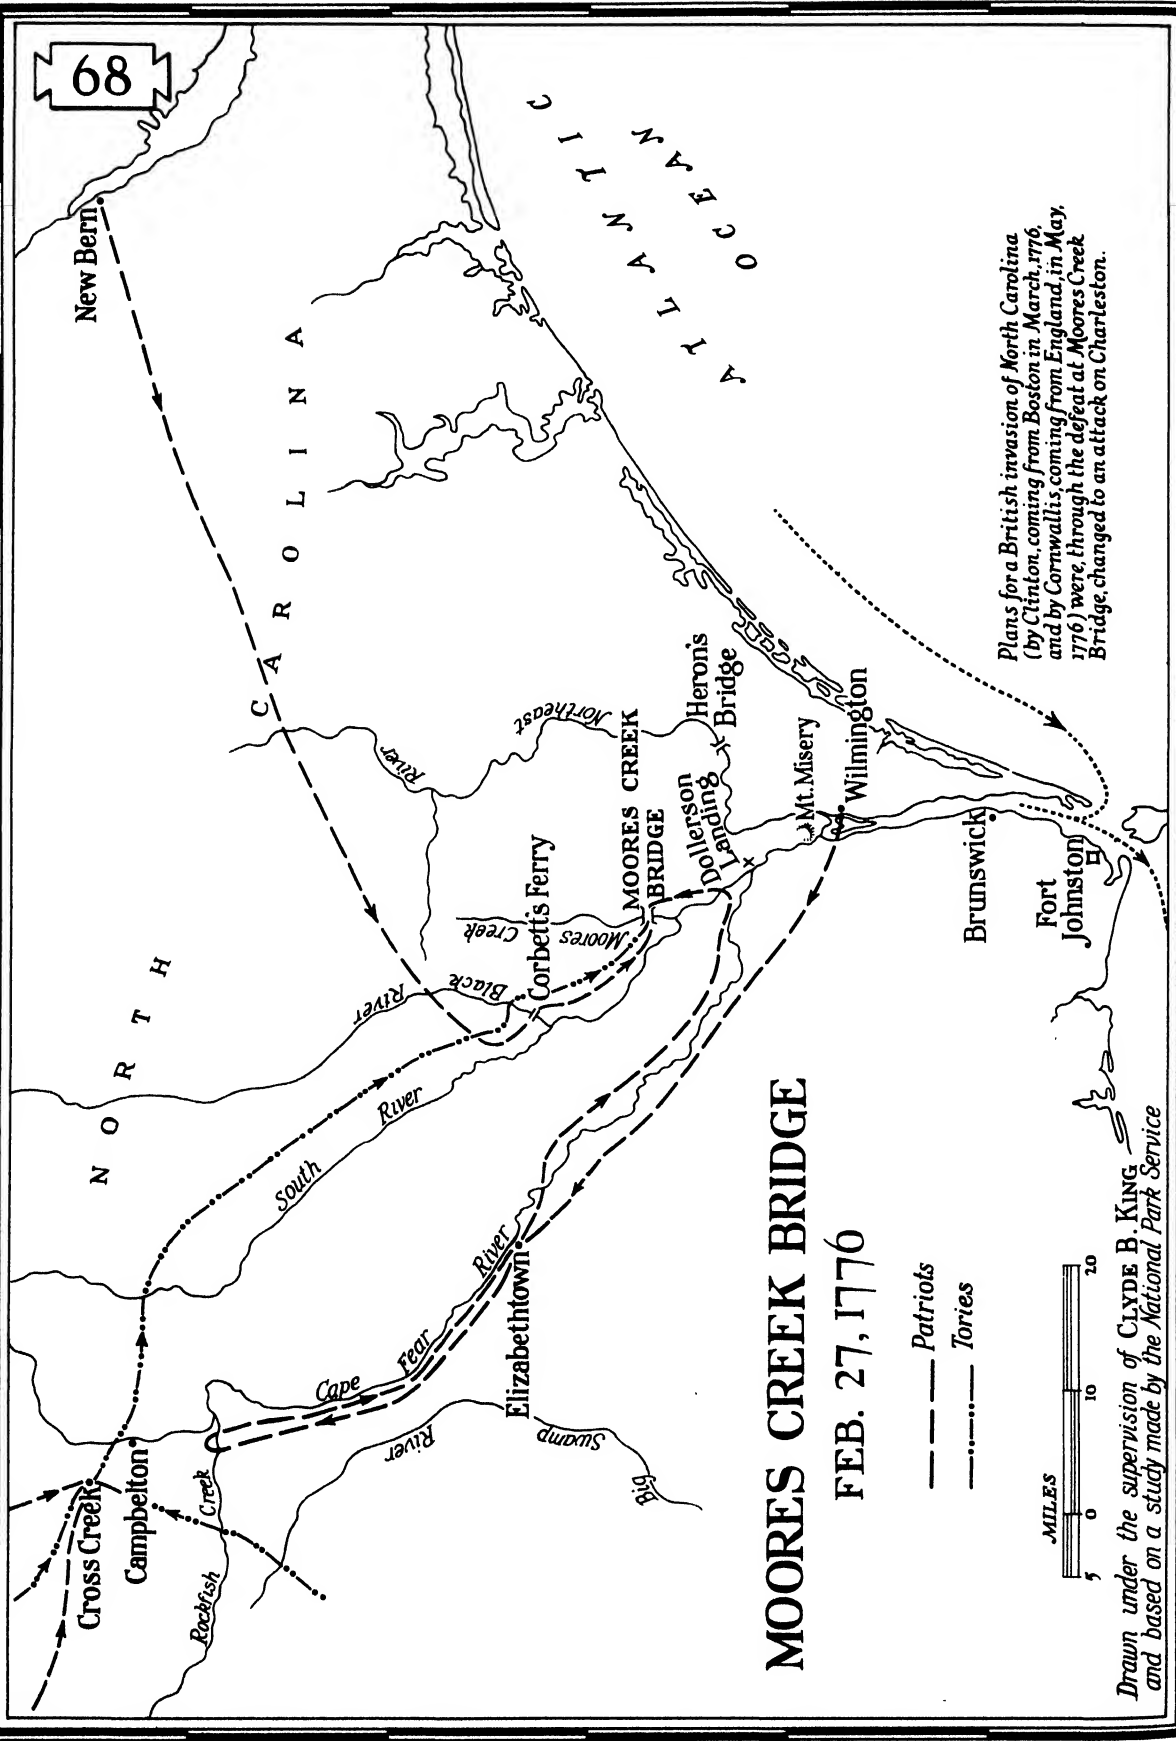 68
New Bern
NORTH
CAROLINA
ATLANTIC
OCEAN
Cross Creek
Campbelton
Rockfish
Creek
Cape
Fear
River
South
River
Black
River
Northeast
River
Moores
Creek
Corbett's Ferry
MOORES CREEK
BRIDGE
Dollerson
Landing
Heron's
Bridge
Mt. Misery
Wilmington
Elizabethtown
Big
Swamp
River
Brunswick
Fort
Johnston
Plans for a British invasion of North Carolina
(by Clinton, coming from Boston in March, 1776,
and by Cornwallis, coming from England, in May,
1776) were, through the defeat at Moores Creek
Bridge, changed to an attack on Charleston.
MOORES CREEK BRIDGE
FEB. 27, 1776
Patriots
Tories
MILES
5 0 10 20
Drawn under the supervision of CLYDE B. KING
and based on a study made by the National Park Service